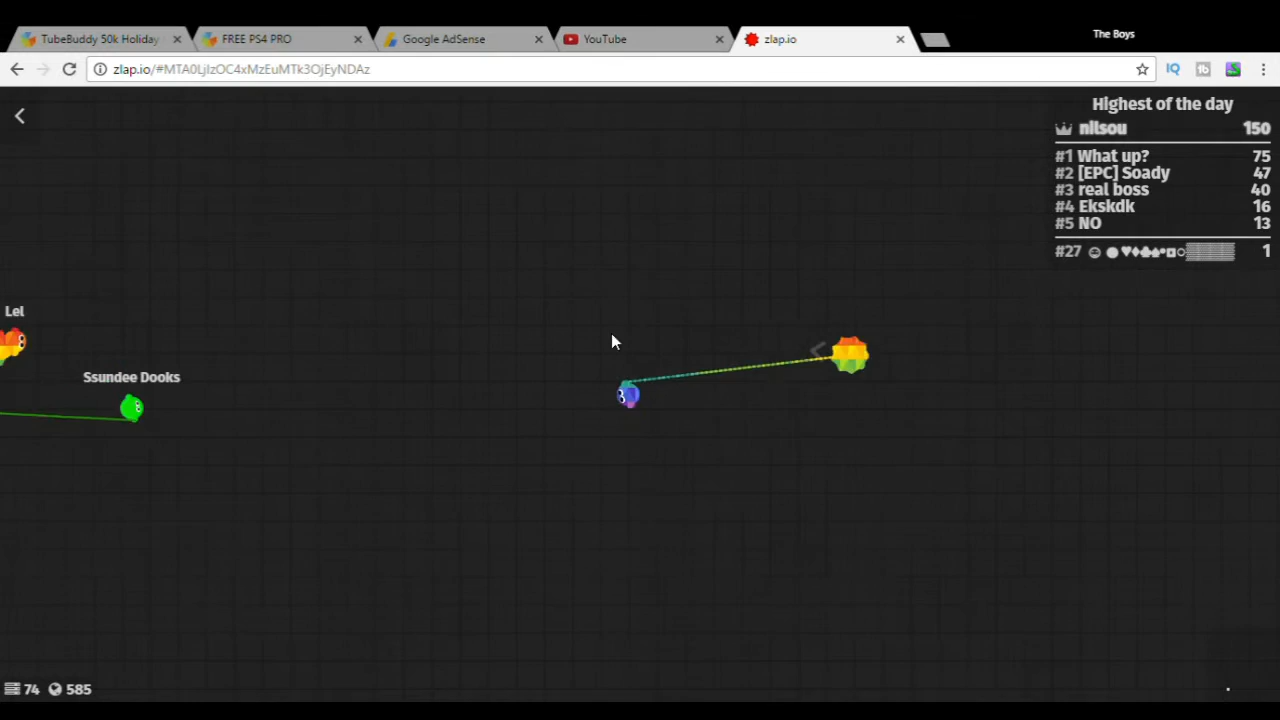 TubeBuddy 50k Holiday
FREE PS4 PRO
Google AdSense
YouTube
zlap.io
The Boys
zlap.io/#MTA0LjIzOC4xMzEuMTk3OjEyNDAz
Highest of the day
nilsou 150
#1 What up? 75
#2 [EPC] Soady 47
#3 real boss 40
#4 Ekskdk 16
#5 NO 13
#27 ☺ ● ♥♦♣♠•◘○▒▒▒▒ 1
Lel
Ssundee Dooks
74 585